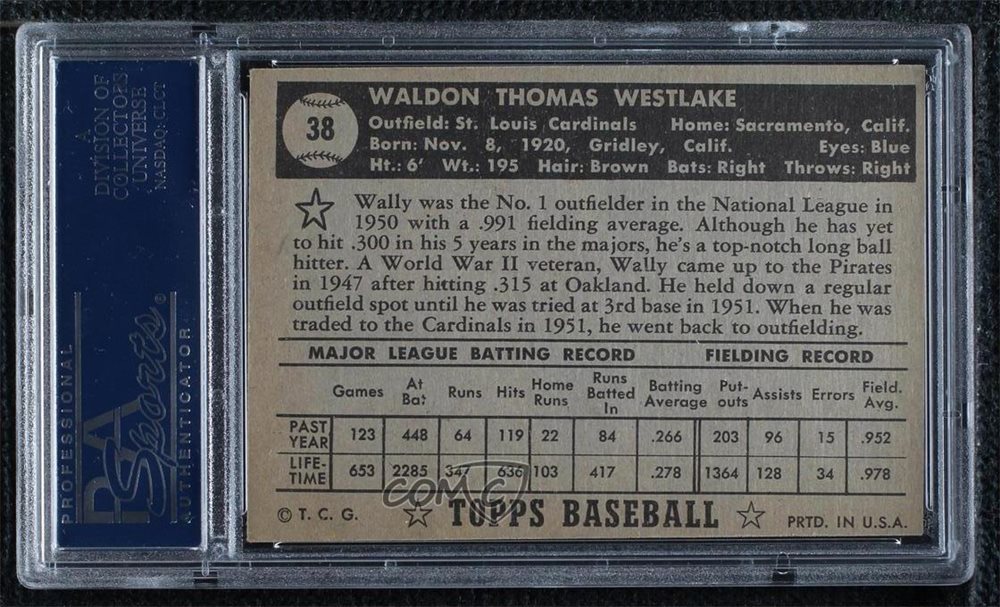 A
DIVISION OF
COLLECTORS
UNIVERSE
NASDAQ: CLCT
PROFESSIONAL
PSA
Sports ®
AUTHENTICATOR
38
WALDON THOMAS WESTLAKE
Outfield: St. Louis Cardinals Home: Sacramento, Calif.
Born: Nov. 8, 1920, Gridley, Calif. Eyes: Blue
Ht.: 6' Wt.: 195 Hair: Brown Bats: Right Throws: Right
Wally was the No. 1 outfielder in the National League in
1950 with a .991 fielding average. Although he has yet
to hit .300 in his 5 years in the majors, he's a top-notch long ball
hitter. A World War II veteran, Wally came up to the Pirates
in 1947 after hitting .315 at Oakland. He held down a regular
outfield spot until he was tried at 3rd base in 1951. When he was
traded to the Cardinals in 1951, he went back to outfielding.
MAJOR LEAGUE BATTING RECORD FIELDING RECORD
Games At Bat Runs Hits Home Runs Runs Batted In Batting Average Put-outs Assists Errors Field. Avg.
PAST YEAR 123 448 64 119 22 84 .266 203 96 15 .952
LIFE-TIME 653 2285 347 636 103 417 .278 1364 128 34 .978
COMC
© T. C. G. TOPPS BASEBALL PRTD. IN U.S.A.